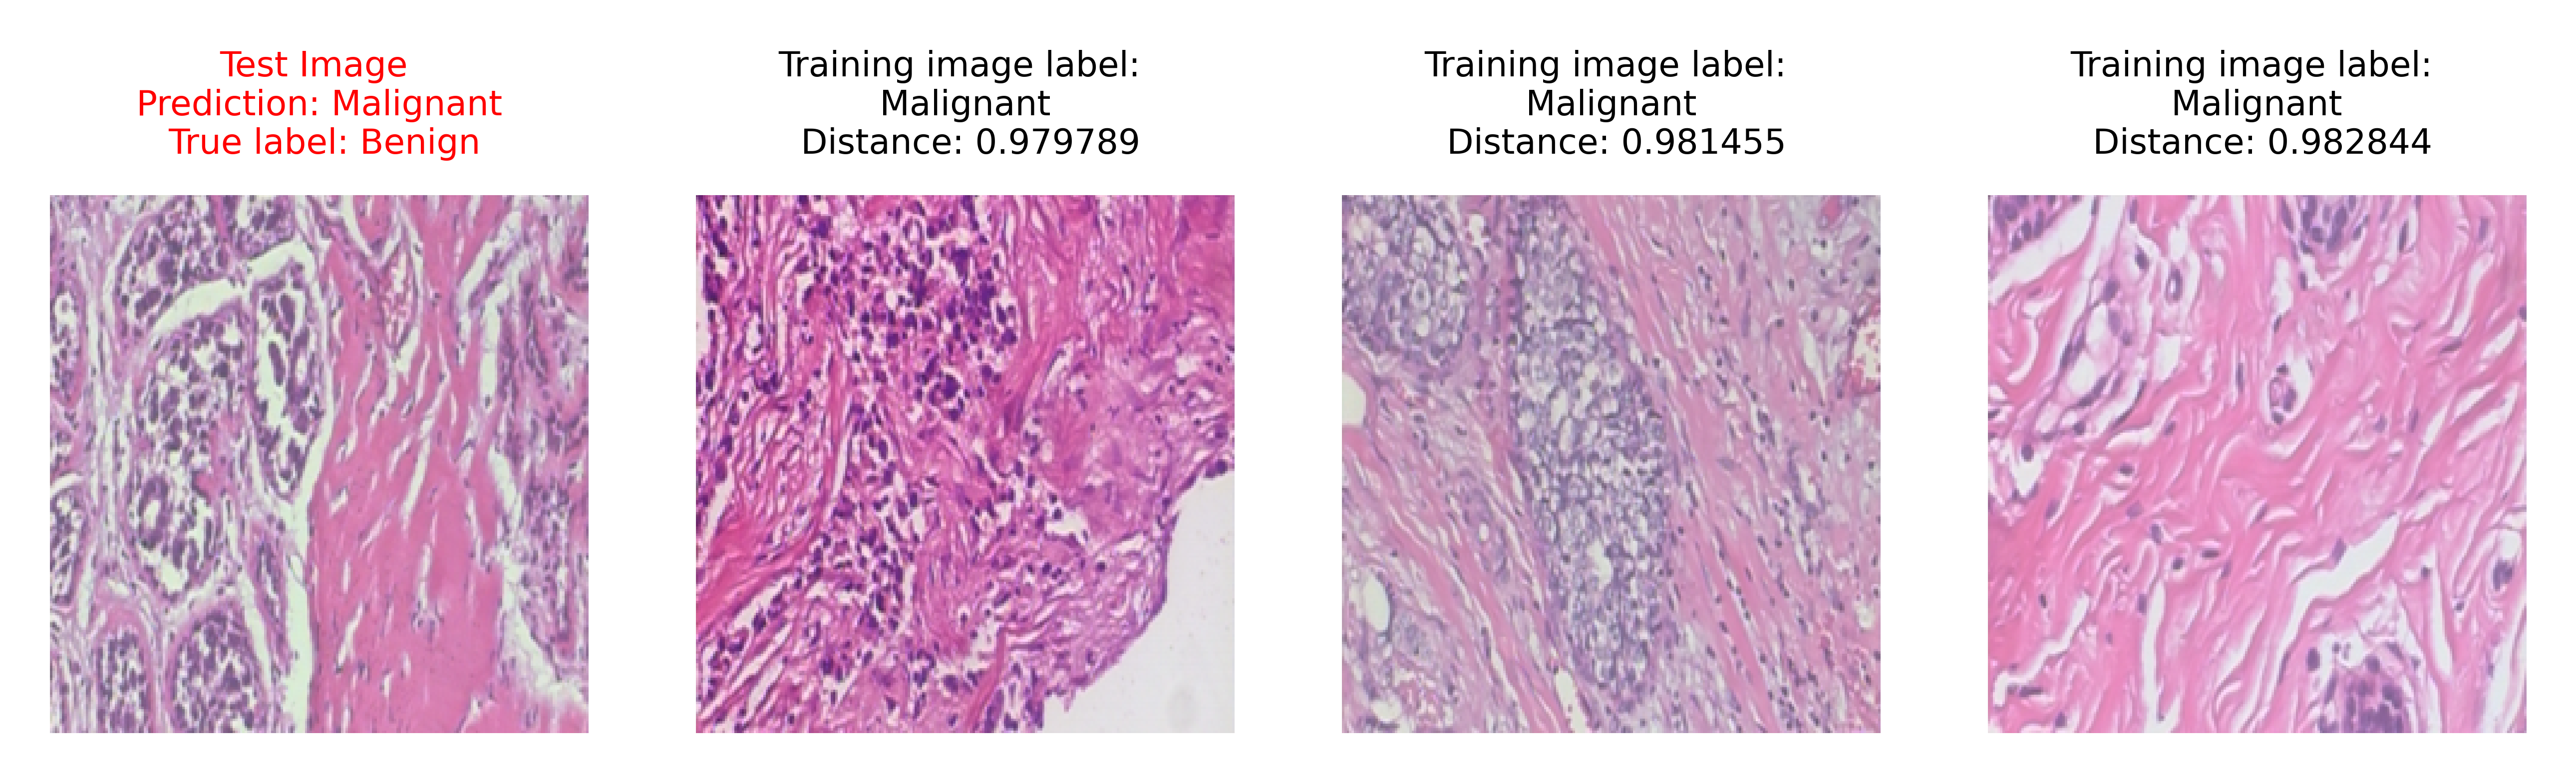 Test Image
Prediction: Malignant
True label: Benign
Training image label:
Malignant
Distance: 0.979789
Training image label:
Malignant
Distance: 0.981455
Training image label:
Malignant
Distance: 0.982844